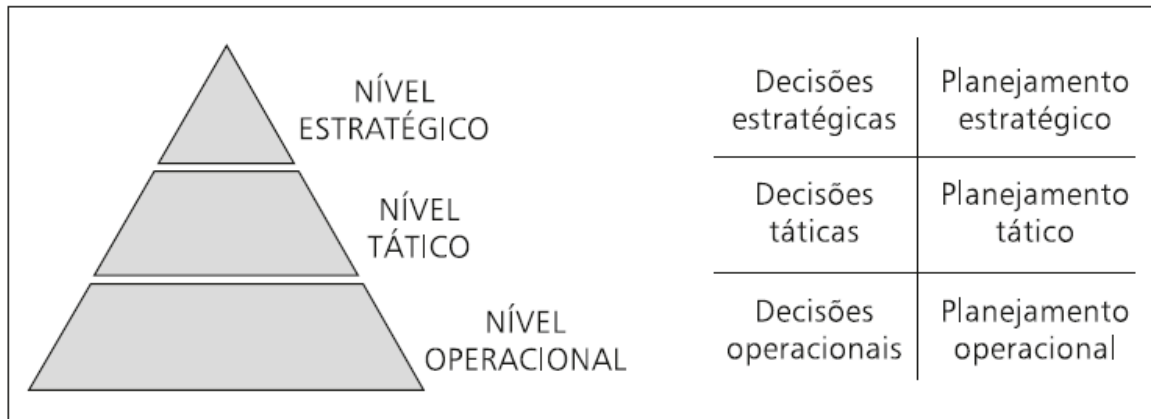 NÍVEL
ESTRATÉGICO
Decisões
estratégicas
Planejamento
estratégico
NÍVEL
TÁTICO
Decisões
táticas
Planejamento
tático
NÍVEL
OPERACIONAL
Decisões
operacionais
Planejamento
operacional